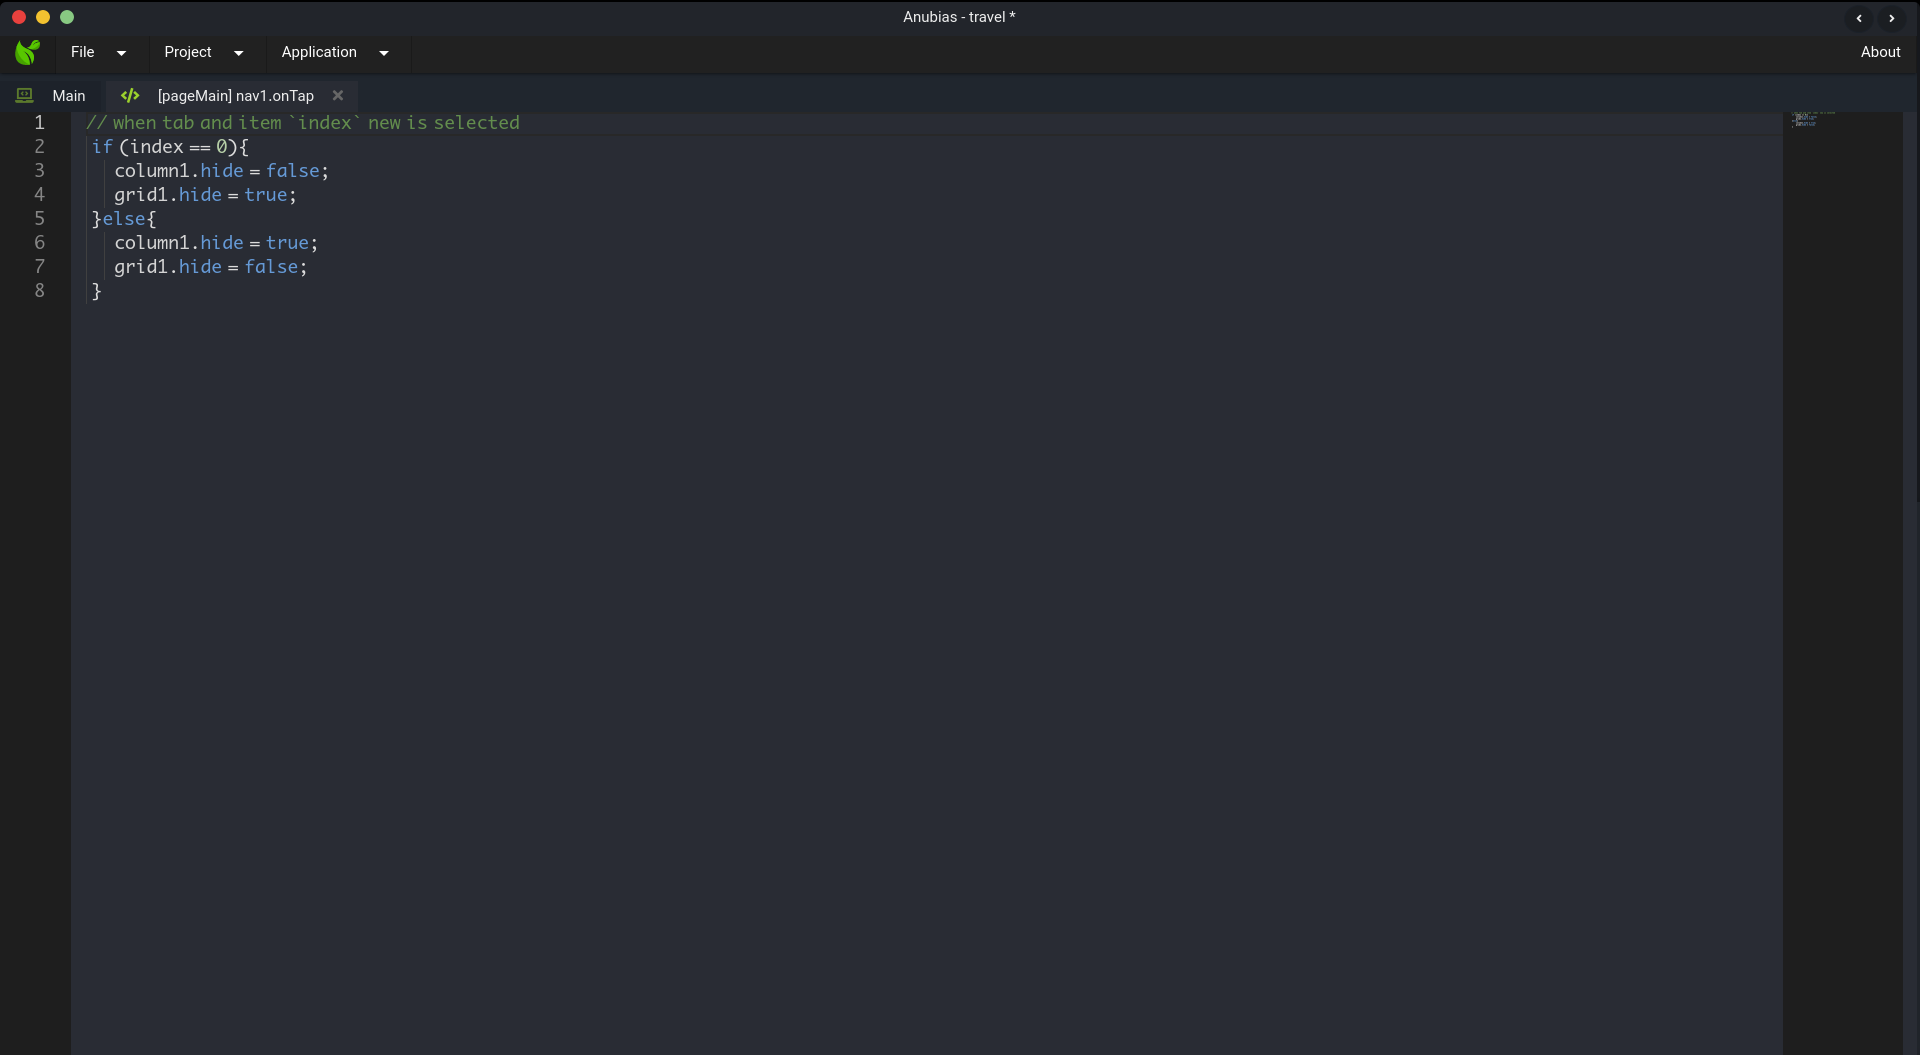 Anubias - travel *
File
Project
Application
About
Main
[pageMain] nav1.onTap
1 // when tab and item `index` new is selected
2 if (index == 0){
3 column1.hide = false;
4 grid1.hide = true;
5 }else{
6 column1.hide = true;
7 grid1.hide = false;
8 }